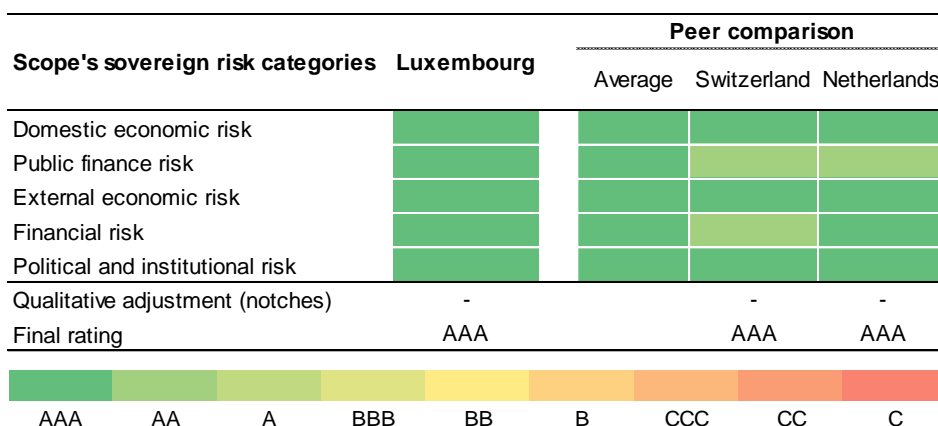 Peer comparison
Scope's sovereign risk categories Luxembourg
Average Switzerland Netherlands
Domestic economic risk
Public finance risk
External economic risk
Financial risk
Political and institutional risk
Qualitative adjustment (notches) - - -
Final rating AAA AAA AAA
AAA AA A BBB BB B CCC CC C